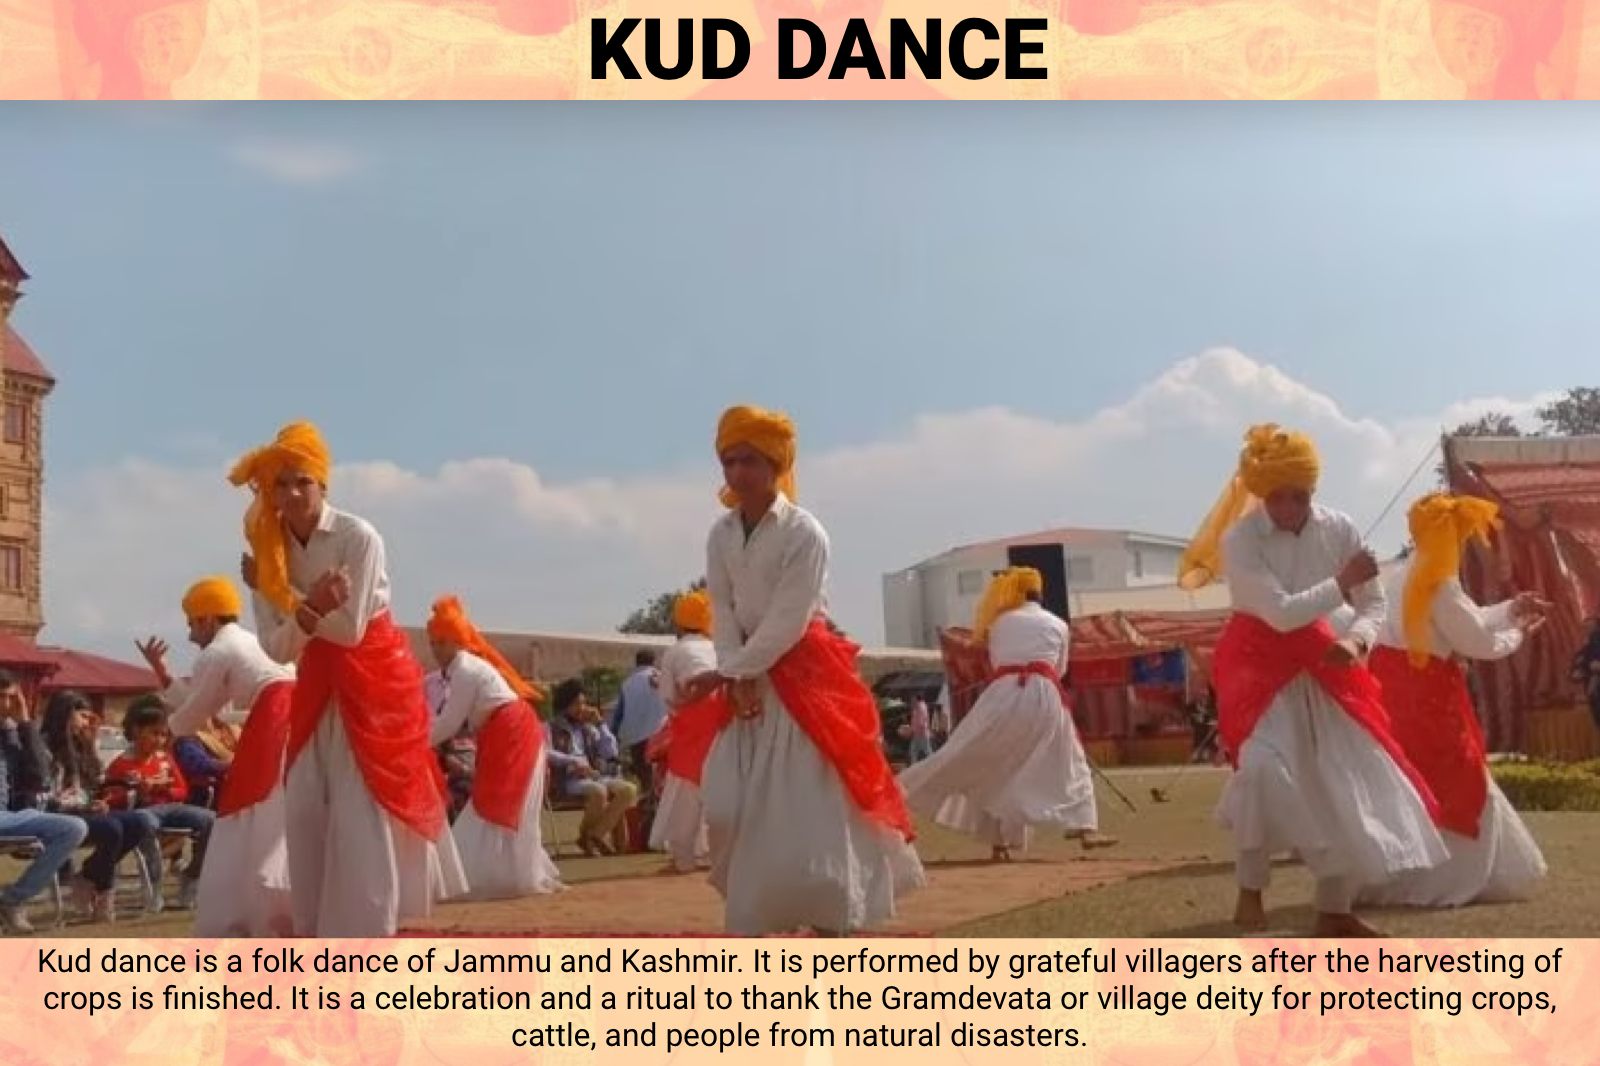 KUD DANCE
Kud dance is a folk dance of Jammu and Kashmir. It is performed by grateful villagers after the harvesting of
crops is finished. It is a celebration and a ritual to thank the Gramdevata or village deity for protecting crops,
cattle, and people from natural disasters.